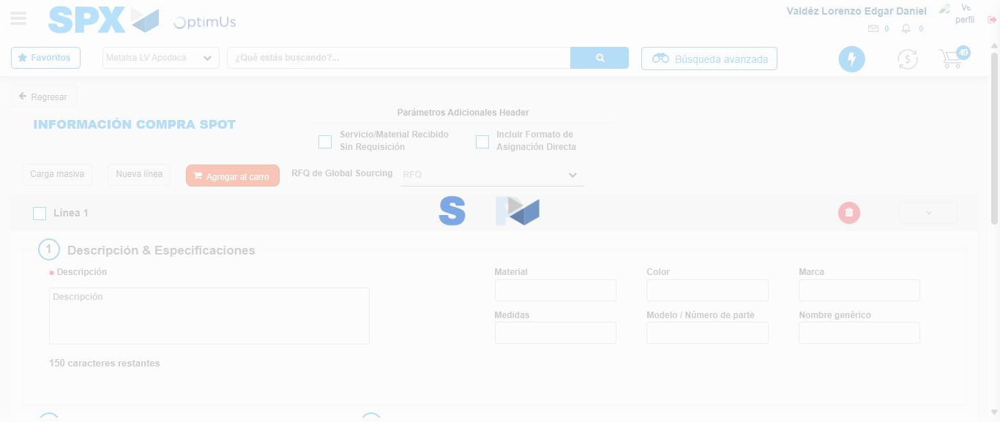 Valdéz Lorenzo Edgar Daniel
Ve
perfil
SPX
OptimUs
0
0
Favoritos
Metalsa LV Apodaca
¿Qué estás buscando?...
Búsqueda avanzada
49
Regresar
INFORMACIÓN COMPRA SPOT
Parámetros Adicionales Header
Servicio/Material Recibido
Sin Requisición
Incluir Formato de
Asignación Directa
Carga masiva
Nueva línea
Agregar al carro
RFQ de Global Sourcing
RFQ
Linea 1
S P
1
Descripción & Especificaciones
* Descripción
Descripción
150 caracteres restantes
Material
Color
Marca
Medidas
Modelo / Número de parte
Nombre genérico